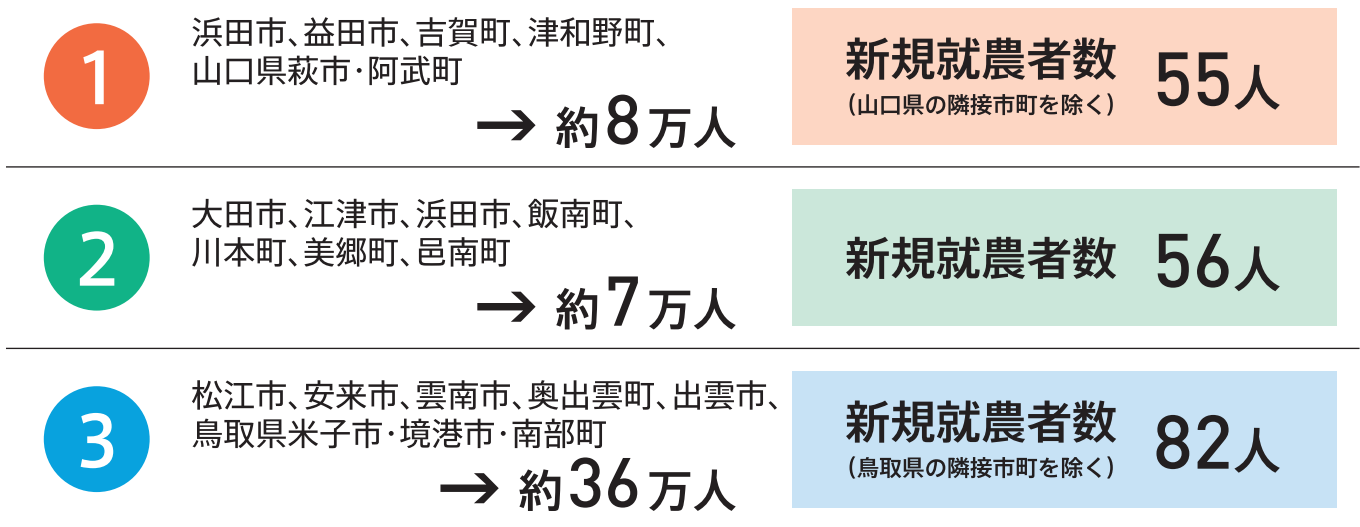 1
浜田市、益田市、吉賀町、津和野町、
山口県萩市・阿武町
→ 約8万人
新規就農者数 55人
(山口県の隣接市町を除く)
2
大田市、江津市、浜田市、飯南町、
川本町、美郷町、邑南町
→ 約7万人
新規就農者数 56人
3
松江市、安来市、雲南市、奥出雲町、出雲市、
鳥取県米子市・境港市・南部町
→ 約36万人
新規就農者数 82人
(鳥取県の隣接市町を除く)